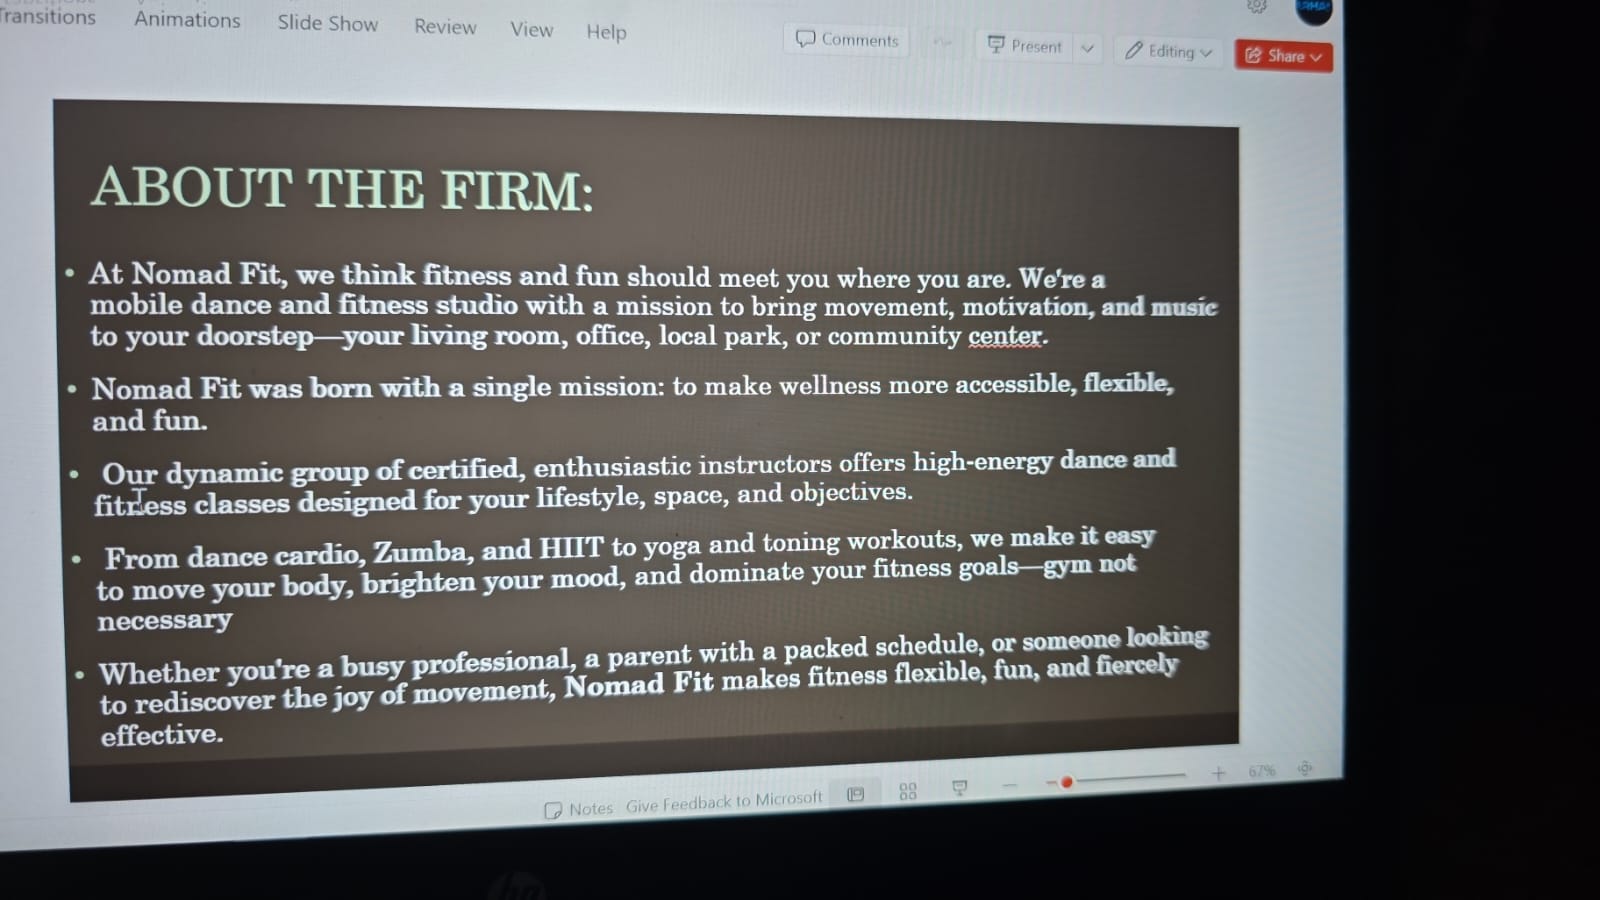 Transitions Animations Slide Show Review View Help
Comments Present Editing Share
ABOUT THE FIRM:
• At Nomad Fit, we think fitness and fun should meet you where you are. We're a
mobile dance and fitness studio with a mission to bring movement, motivation, and music
to your doorstep—your living room, office, local park, or community center.
• Nomad Fit was born with a single mission: to make wellness more accessible, flexible,
and fun.
• Our dynamic group of certified, enthusiastic instructors offers high-energy dance and
fitness classes designed for your lifestyle, space, and objectives.
• From dance cardio, Zumba, and HIIT to yoga and toning workouts, we make it easy
to move your body, brighten your mood, and dominate your fitness goals—gym not
necessary
• Whether you're a busy professional, a parent with a packed schedule, or someone looking
to rediscover the joy of movement, Nomad Fit makes fitness flexible, fun, and fiercely
effective.
Notes Give Feedback to Microsoft 67%
hp